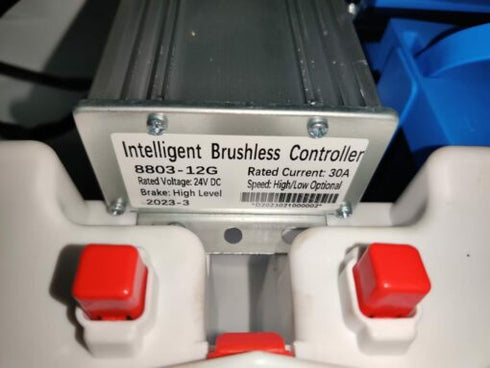 Intelligent Brushless Controller
8803-12G Rated Current: 30A
Rated Voltage: 24V DC Speed: High/Low Optional
Brake: High Level
2023-3